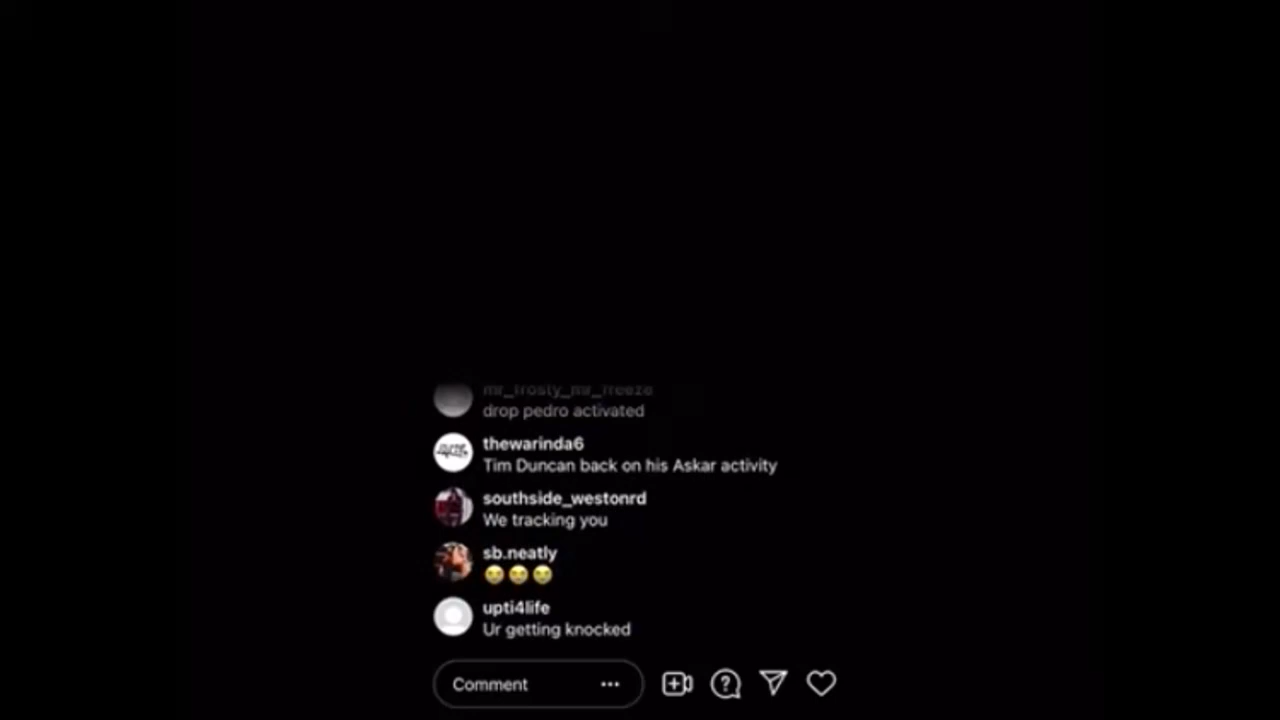 mr_frosty_mr_freeze
drop pedro activated
thewarinda6
Tim Duncan back on his Askar activity
southside_westonrd
We tracking you
sb.neatly
😂😂😂
upti4life
Ur getting knocked
Comment